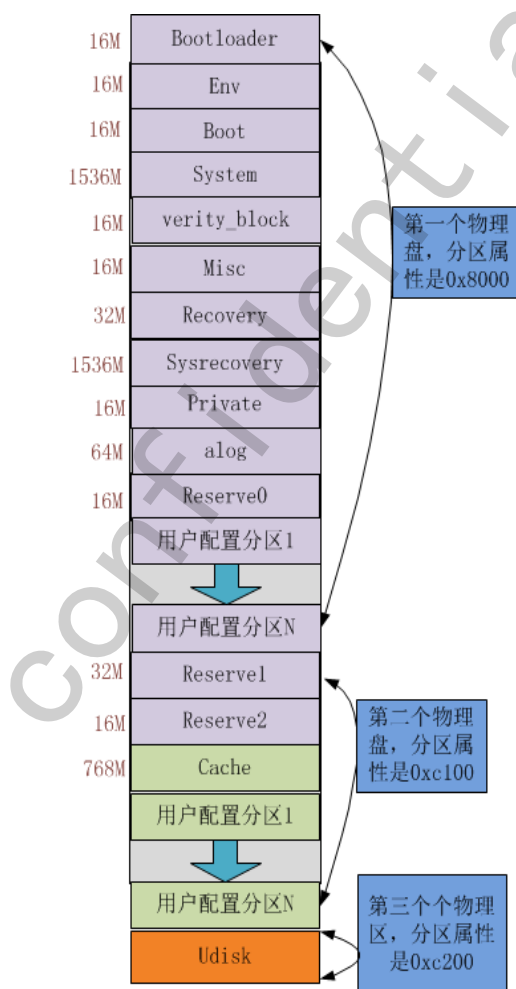 16M Bootloader
16M Env
16M Boot
1536M System
16M verity_block
第一个物理
盘，分区属
性是0x8000
16M Misc
32M Recovery
1536M Sysrecovery
16M Private
64M alog
16M Reserve0
用户配置分区1
用户配置分区N
32M Reserve1
16M Reserve2
768M Cache
第二个物理
盘，分区属
性是0xc100
用户配置分区1
用户配置分区N
第三个个物理
区，分区属性
是0xc200
Udisk
confidentia